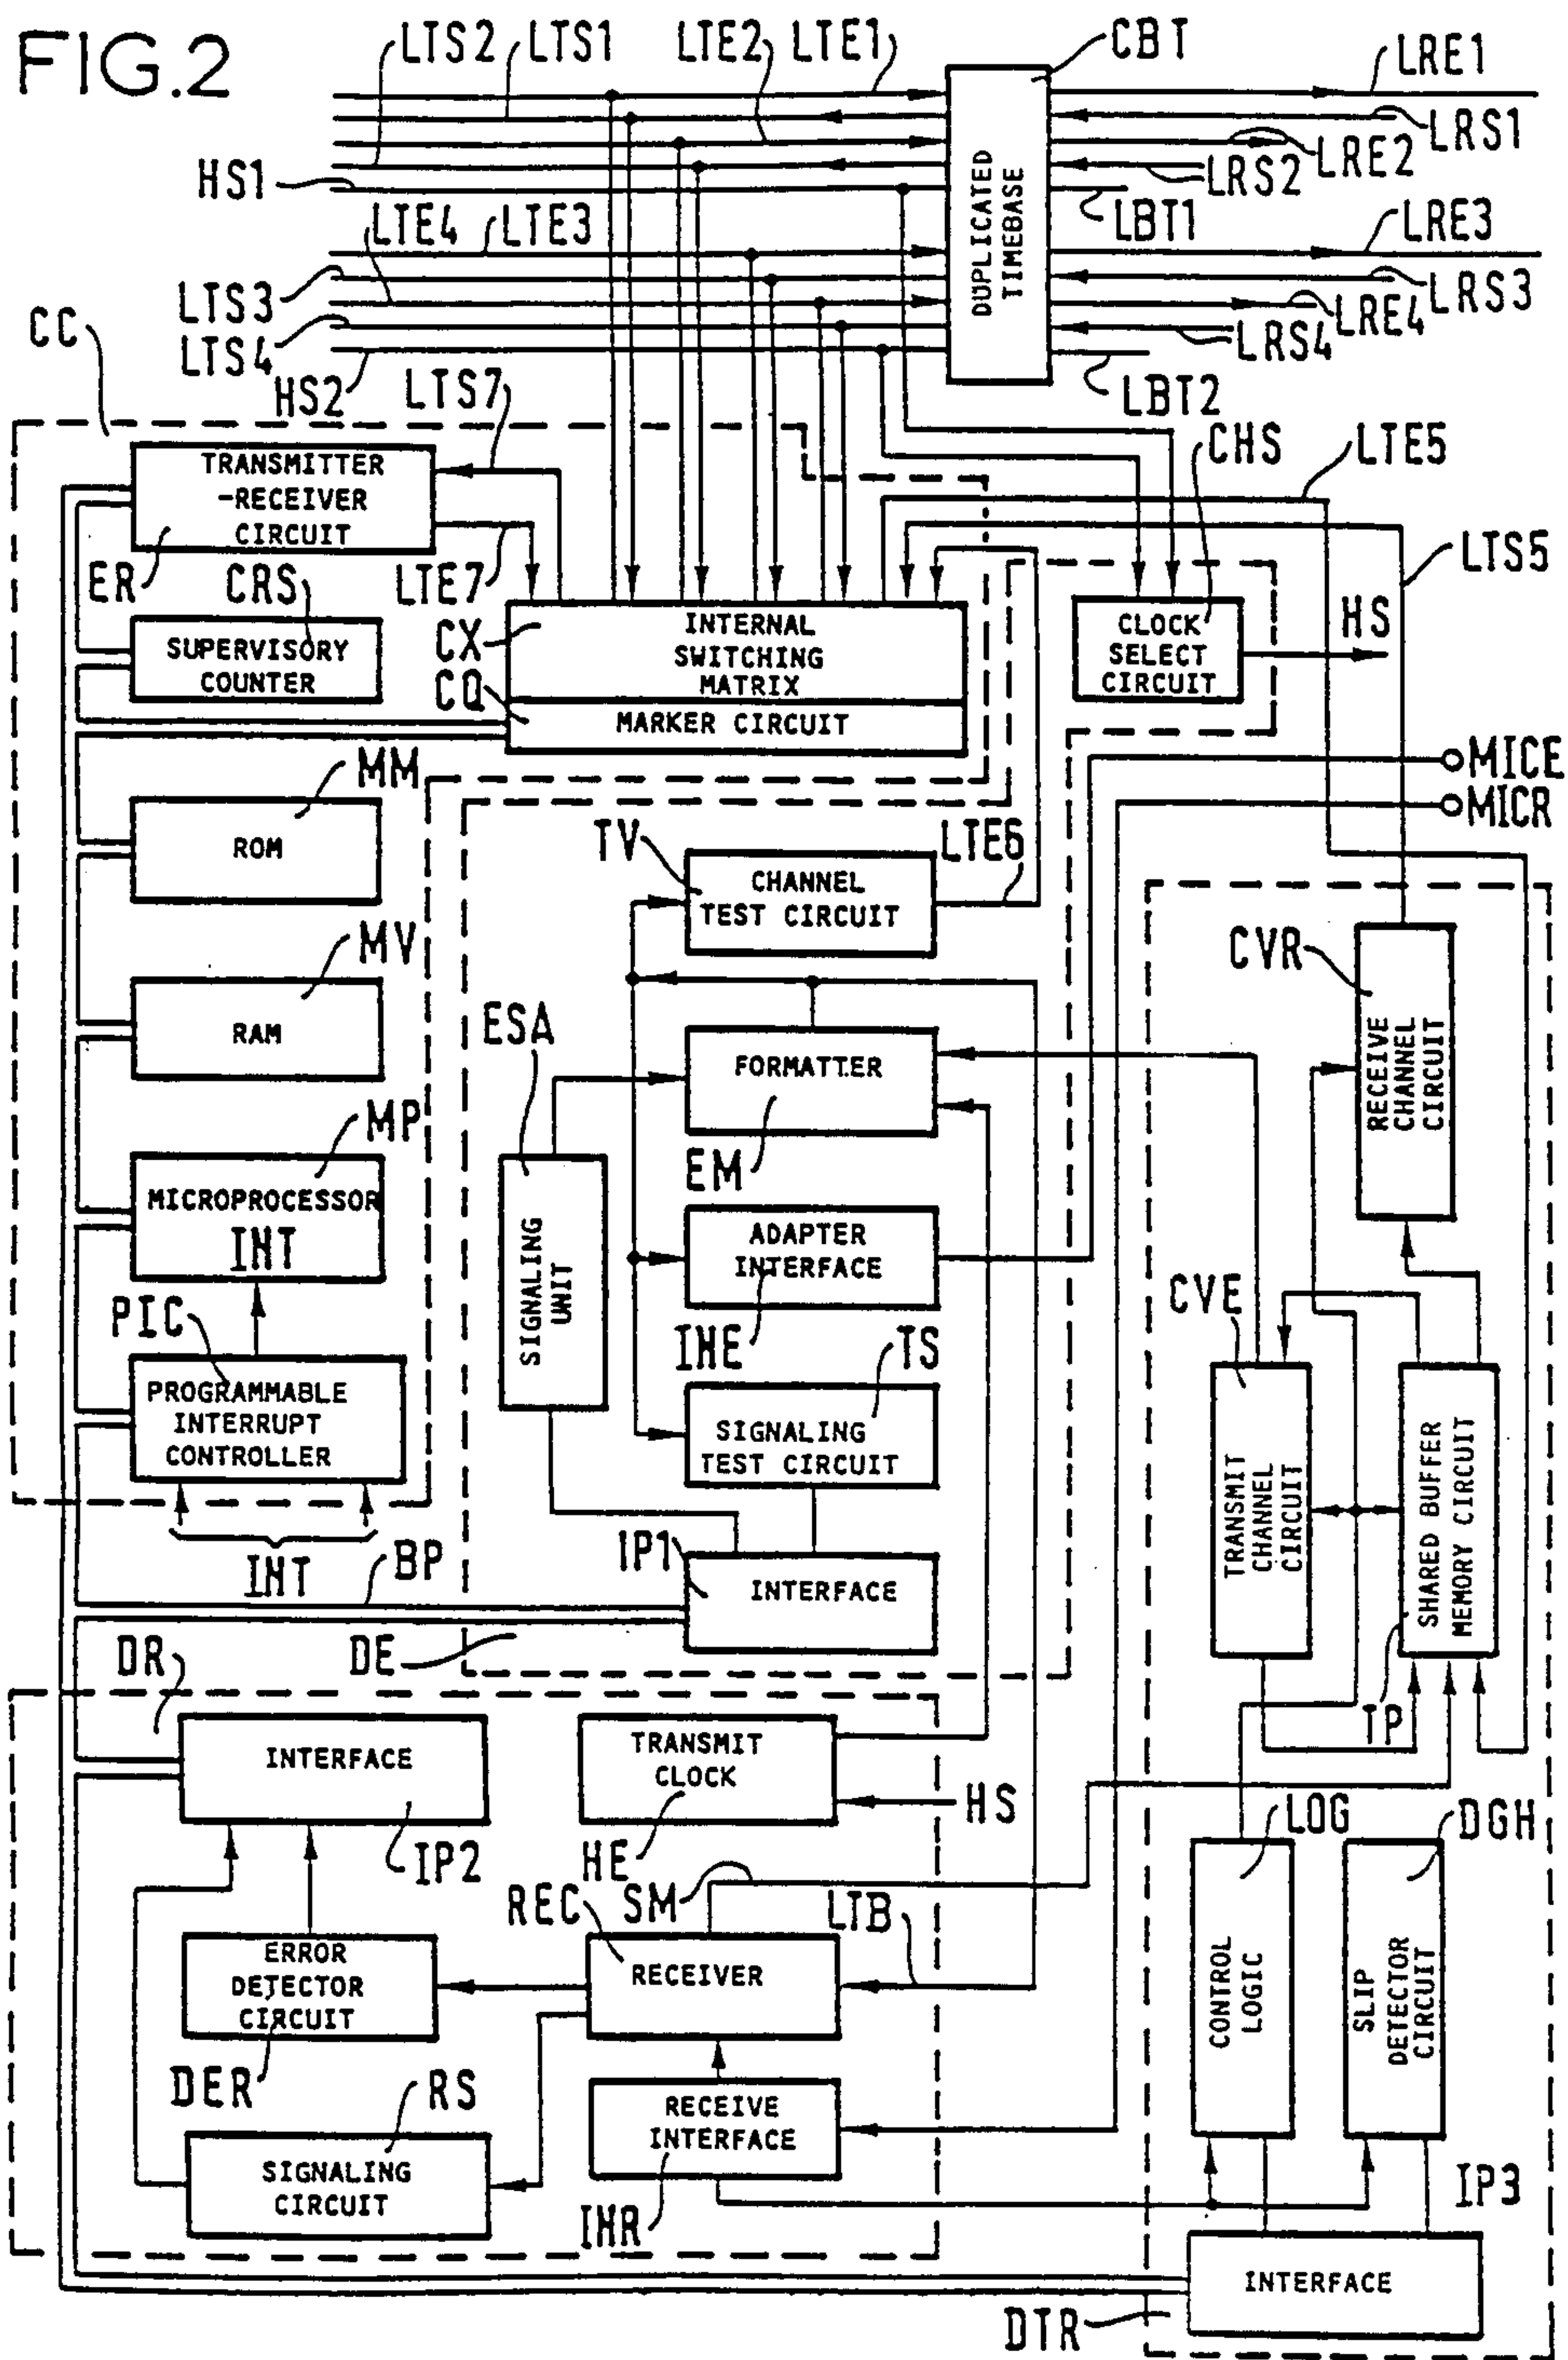 FIG.2
LTS2
LTS1
LTE2
LTE1
CBT
LRE1
LRS1
LRE2
LRS2
HS1
LBT1
LTE4
LTE3
LRE3
DUPLICATED
TIMEBASE
LTS3
LRS3
LRE4
LTS4
LRS4
CC
HS2
LBT2
LTS7
CHS
LTE5
TRANSMITTER
-RECEIVER
CIRCUIT
ER
LTE7
LTS5
CRS
CX
INTERNAL
SWITCHING
MATRIX
CLOCK
SELECT
CIRCUIT
HS
SUPERVISORY
COUNTER
CQ
MARKER CIRCUIT
MM
MICE
MICR
ROM
TV
LTE6
CHANNEL
TEST CIRCUIT
MV
CVR
RAM
ESA
RECEIVE
CHANNEL
CIRCUIT
FORMATTER
MP
EM
MICROPROCESSOR
INT
SIGNALING
UNIT
ADAPTER
INTERFACE
CVE
PIC
INE
TS
PROGRAMMABLE
INTERRUPT
CONTROLLER
SIGNALING
TEST CIRCUIT
TRANSMIT
CHANNEL
CIRCUIT
SHARED BUFFER
MEMORY CIRCUIT
INT
BP
IP1
INTERFACE
DR
DE
TP
INTERFACE
TRANSMIT
CLOCK
HS
LOG
DGH
IP2
HE
SM
REC
LTB
ERROR
DETECTOR
CIRCUIT
RECEIVER
CONTROL
LOGIC
SLIP
DETECTOR
CIRCUIT
DER
RS
RECEIVE
INTERFACE
SIGNALING
CIRCUIT
IHR
IP3
INTERFACE
DTR